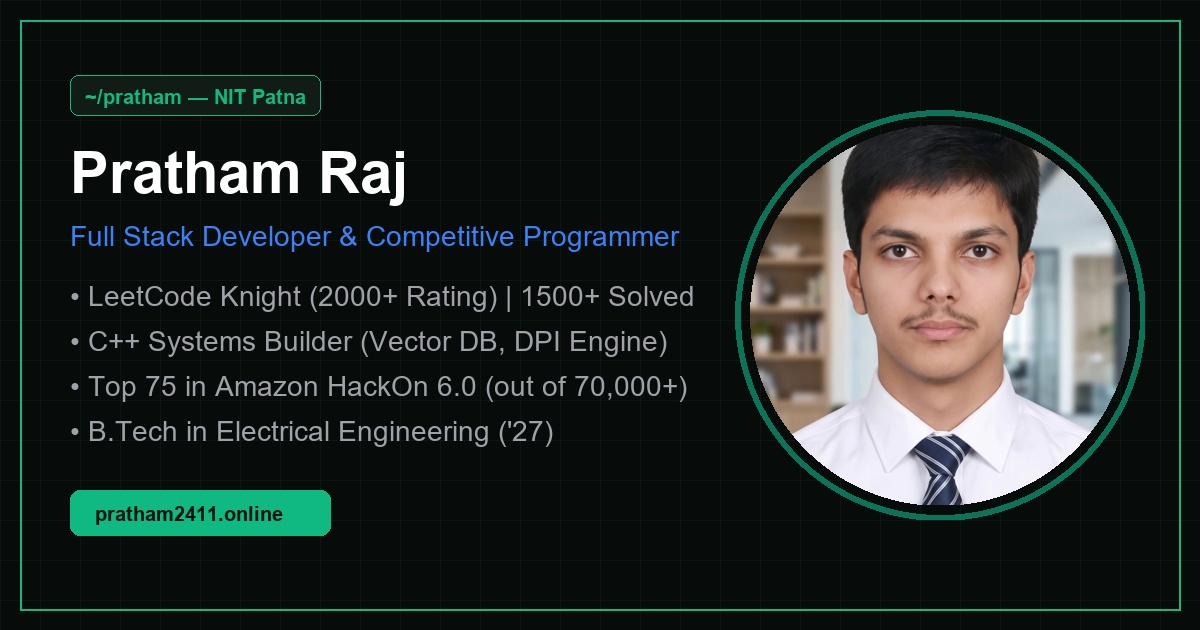 ~/pratham — NIT Patna
Pratham Raj
Full Stack Developer & Competitive Programmer
• LeetCode Knight (2000+ Rating) | 1500+ Solved
• C++ Systems Builder (Vector DB, DPI Engine)
• Top 75 in Amazon HackOn 6.0 (out of 70,000+)
• B.Tech in Electrical Engineering ('27)
pratham2411.online